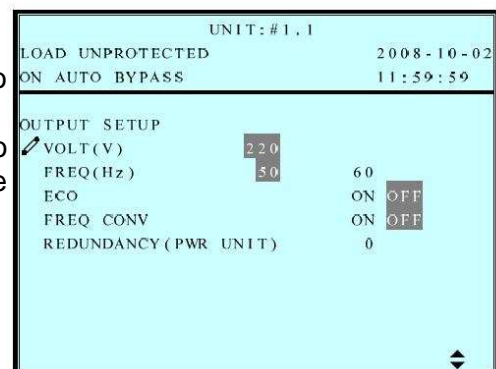 UNIT:#1.1
LOAD UNPROTECTED 2008-10-02
ON AUTO BYPASS 11:59:59
OUTPUT SETUP
VOLT(V) 220
FREQ(Hz) 50 60
ECO ON OFF
FREQ CONV ON OFF
REDUNDANCY(PWR UNIT) 0